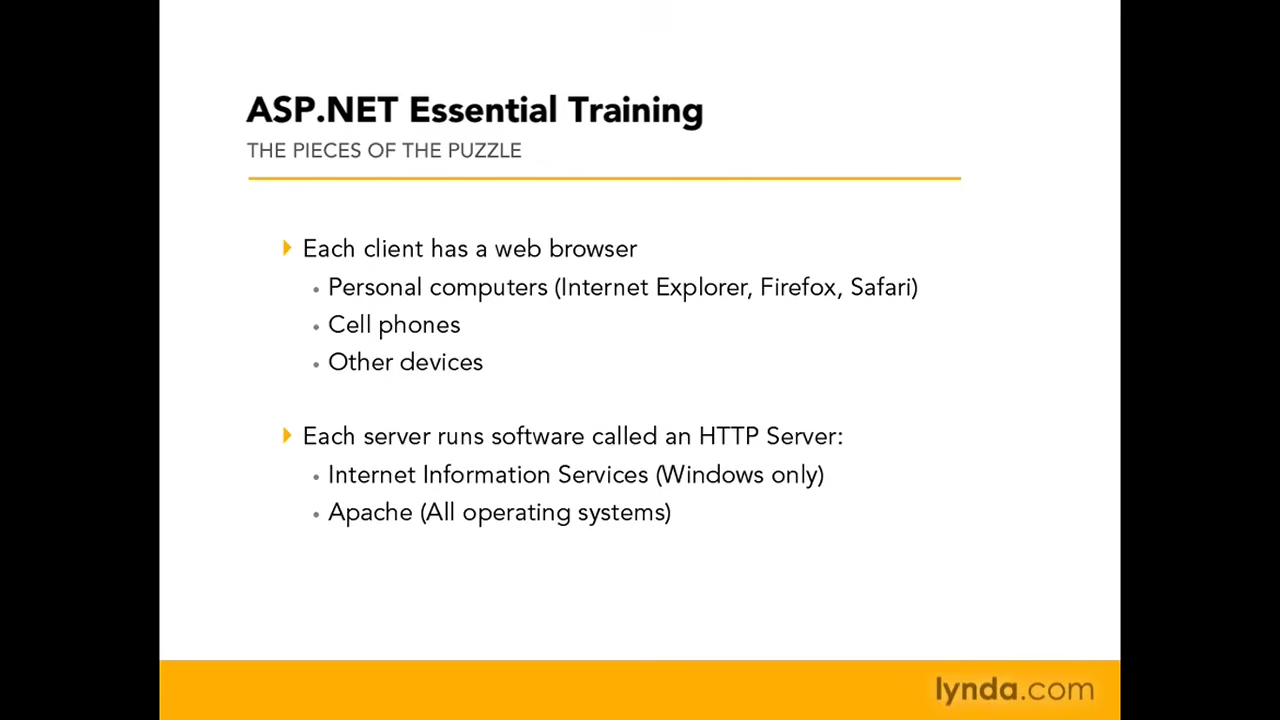 ASP.NET Essential Training
THE PIECES OF THE PUZZLE
Each client has a web browser
• Personal computers (Internet Explorer, Firefox, Safari)
• Cell phones
• Other devices
Each server runs software called an HTTP Server:
• Internet Information Services (Windows only)
• Apache (All operating systems)
lynda.com